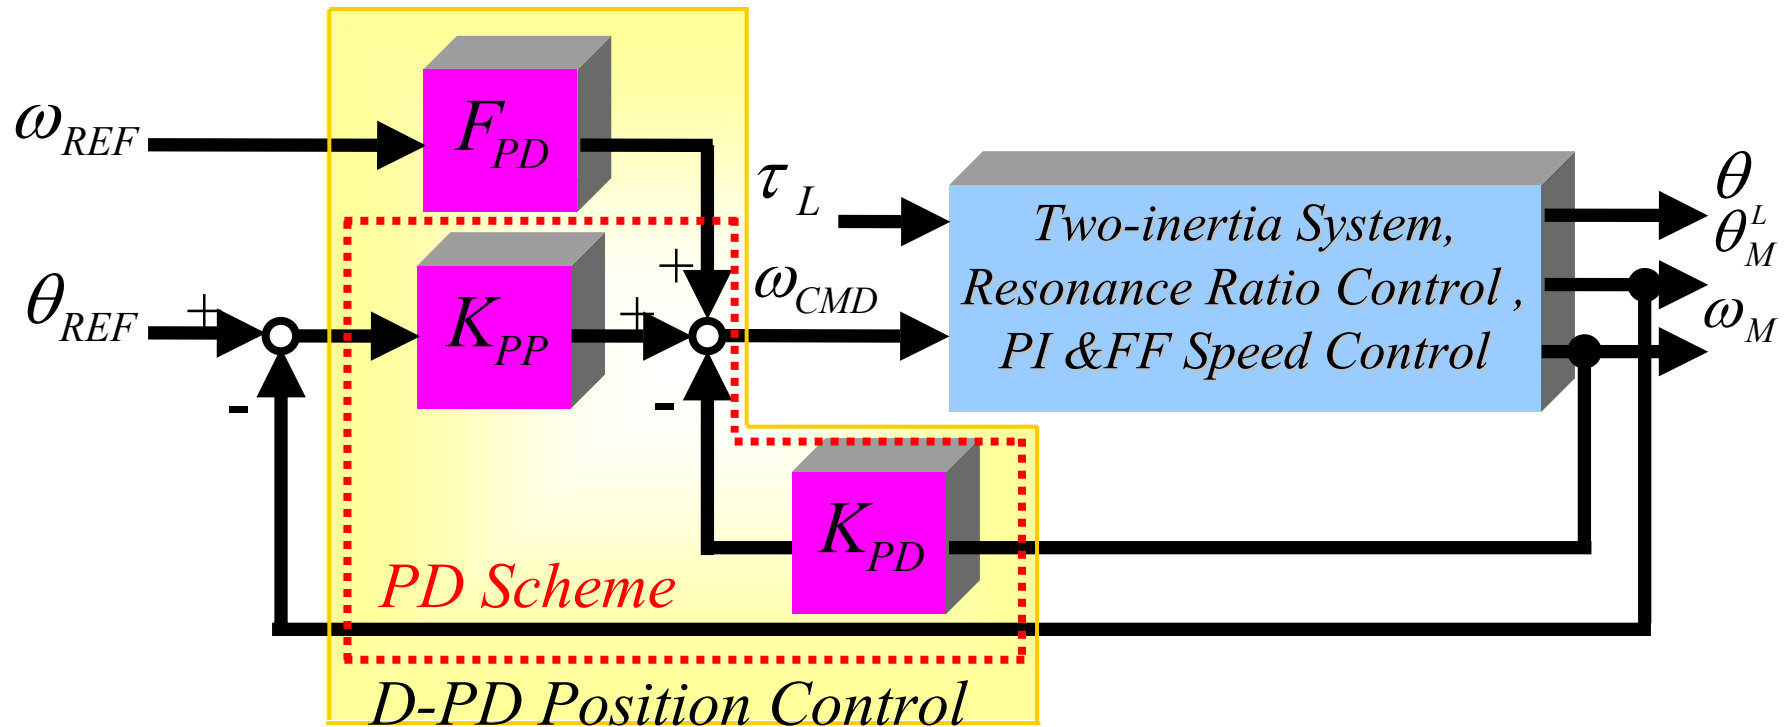 ω_REF
F_PD
τ_L
θ_L
θ_M
ω_M
Two-inertia System,
Resonance Ratio Control ,
PI &FF Speed Control
θ_REF
+
K_PP
+
+
ω_CMD
-
-
K_PD
PD Scheme
D-PD Position Control